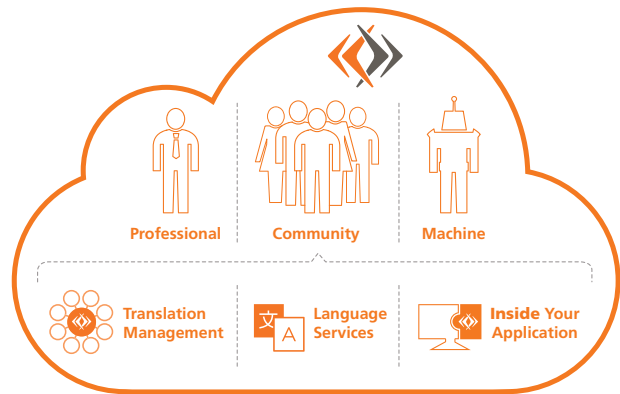 Professional
Community
Machine
Translation
Management
文
A
Language
Services
Inside Your
Application